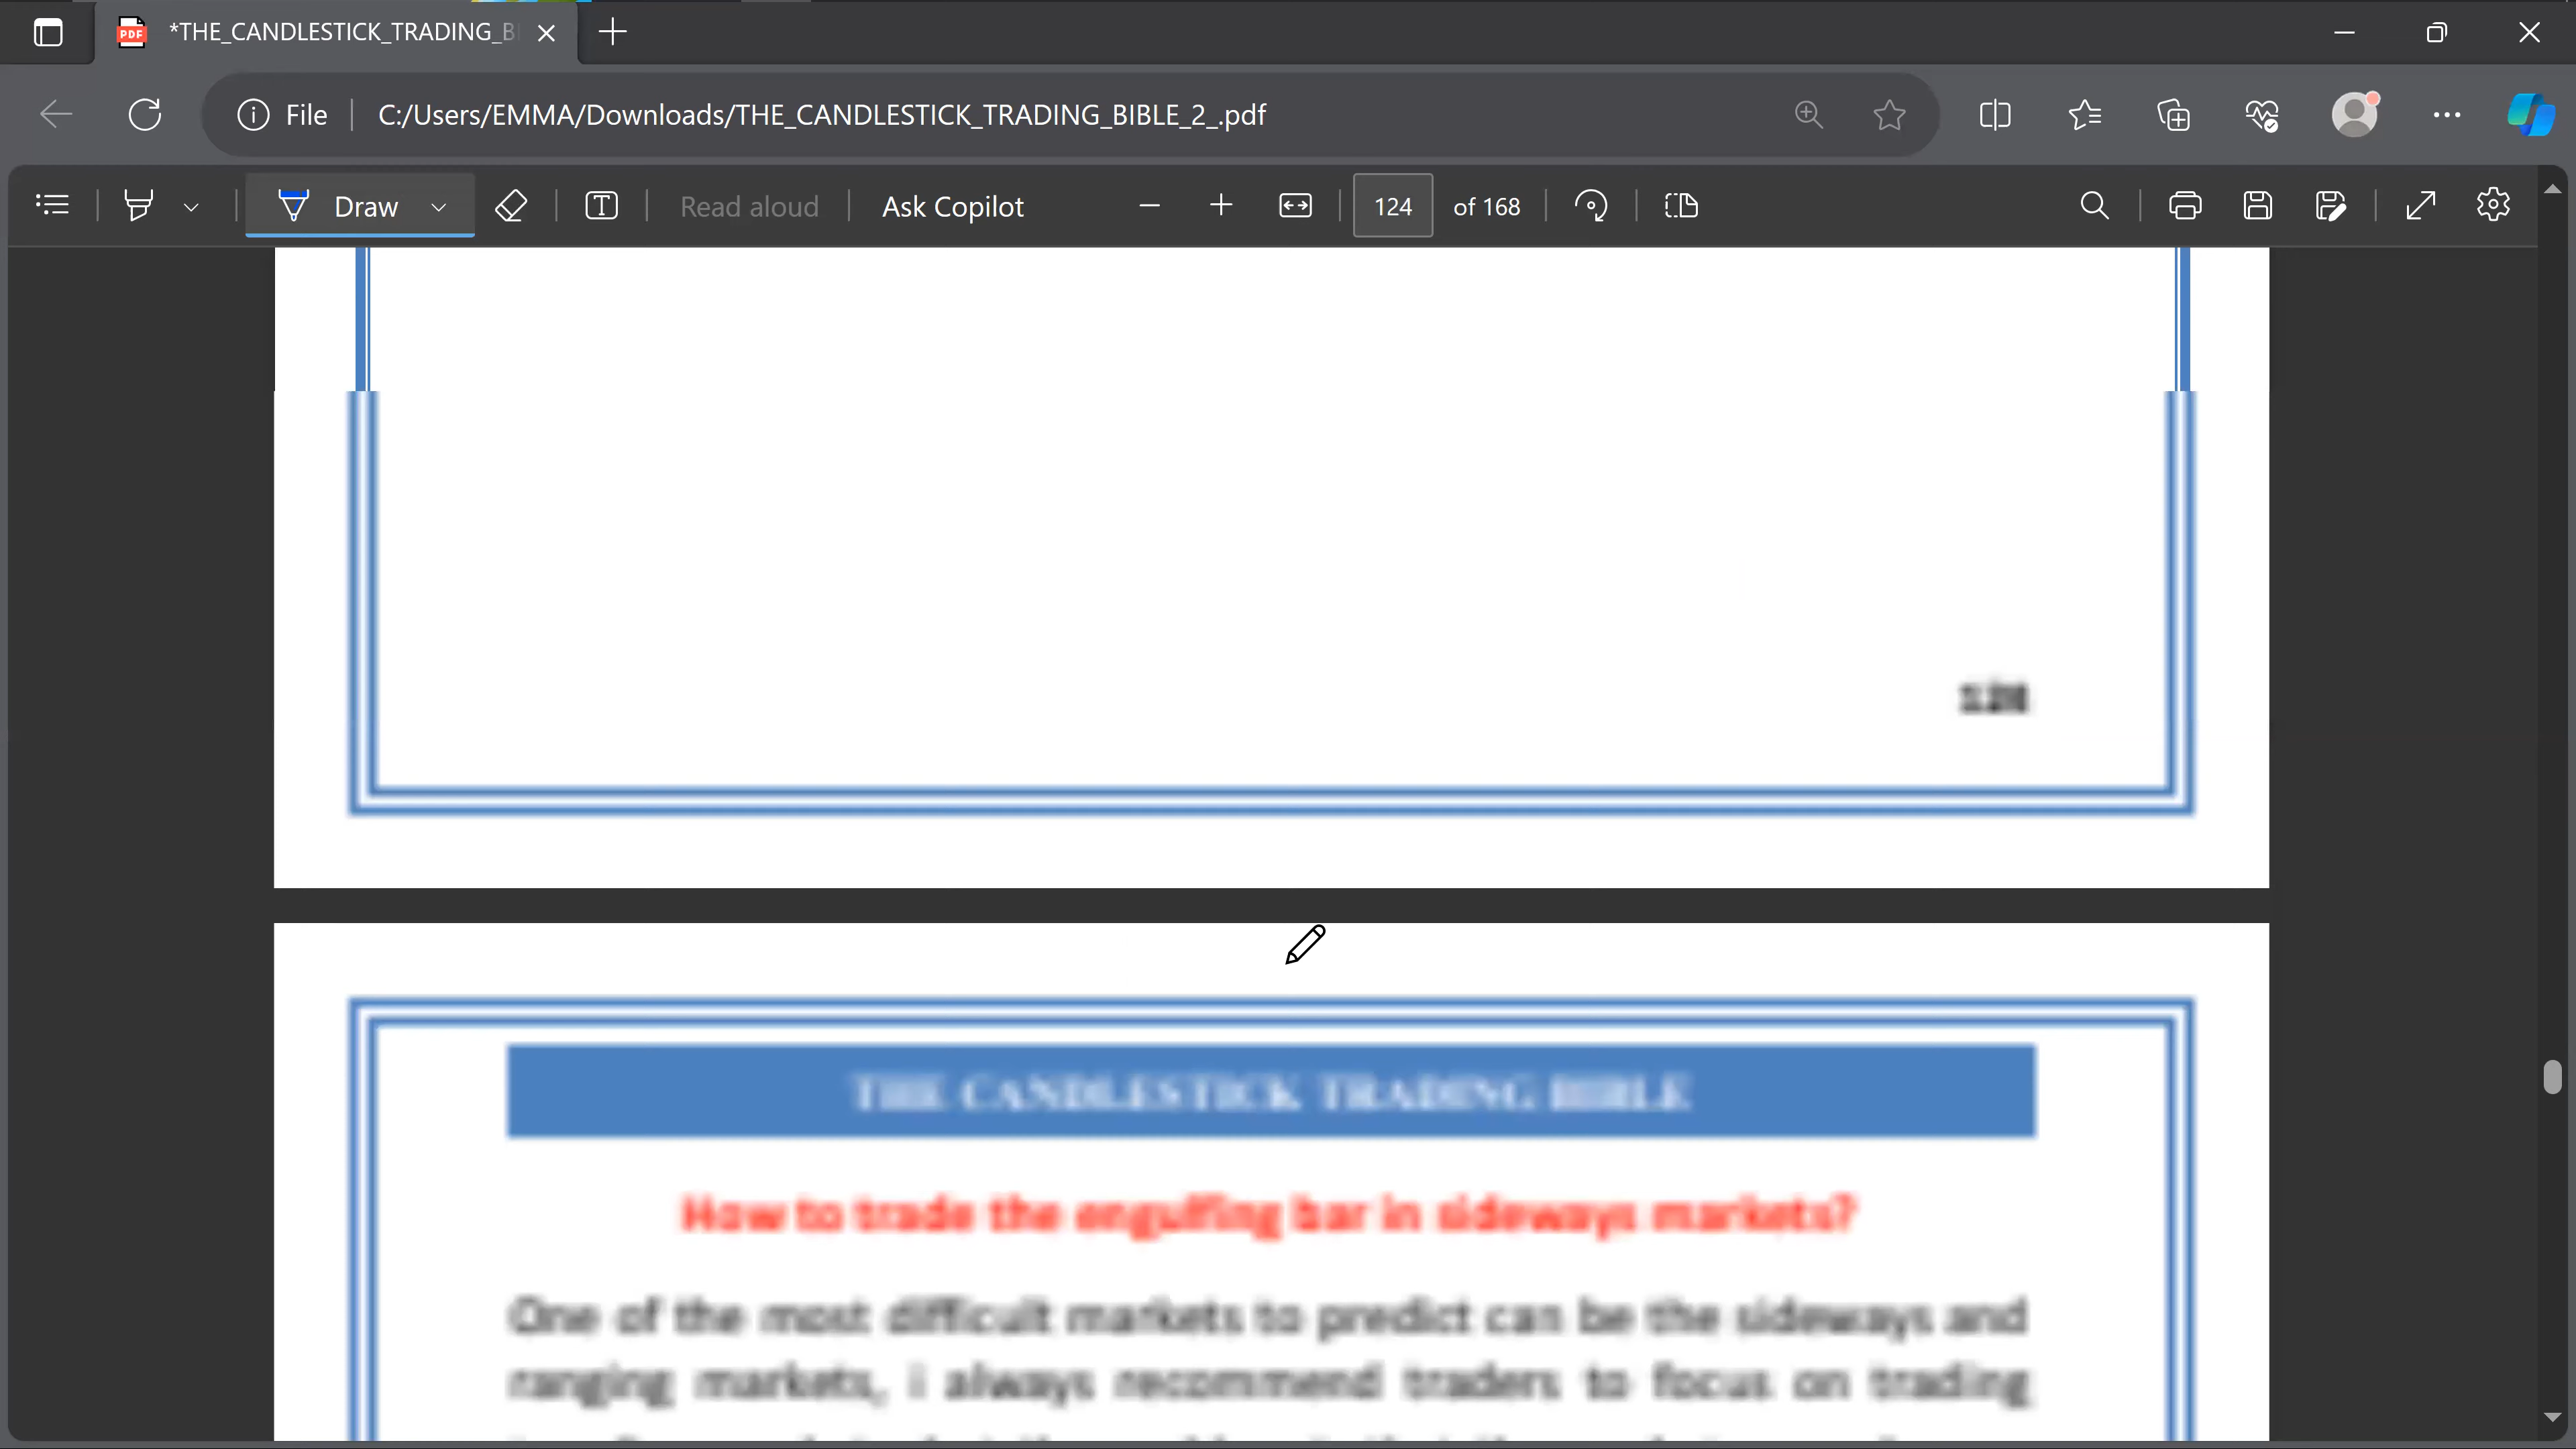 *THE_CANDLESTICK_TRADING_B
File
C:/Users/EMMA/Downloads/THE_CANDLESTICK_TRADING_BIBLE_2_.pdf
Draw
Read aloud
Ask Copilot
124
of 168
THE CANDLESTICK TRADING BIBLE
How to trade the engulfing bar in sideways markets?
One of the most difficult markets to predict can be the sideways and
ranging markets, i always recommend traders to focus on trading